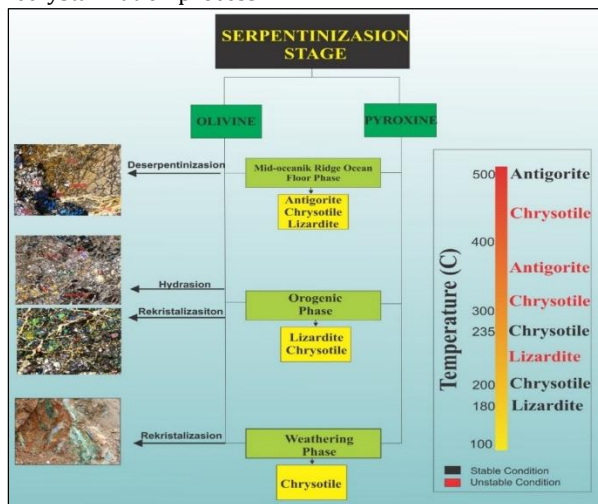 SERPENTINIZASION
STAGE
OLIVINE
PYROXINE
Deserpentinizasion
Mid-oceanik Ridge Ocean
Floor Phase
Antigorite
Chrysotile
Lizardite
Hydrasion
Rekristalizasiton
Orogenic
Phase
Lizardite
Chrysotile
Rekristalizasion
Weathering
Phase
Chrysotile
Temperature (C)
500 Antigorite
Chrysotile
400
Antigorite
Chrysotile
300
235 Chrysotile
Lizardite
200 Chrysotile
180 Lizardite
100
Stable Condition
Unstable Condition